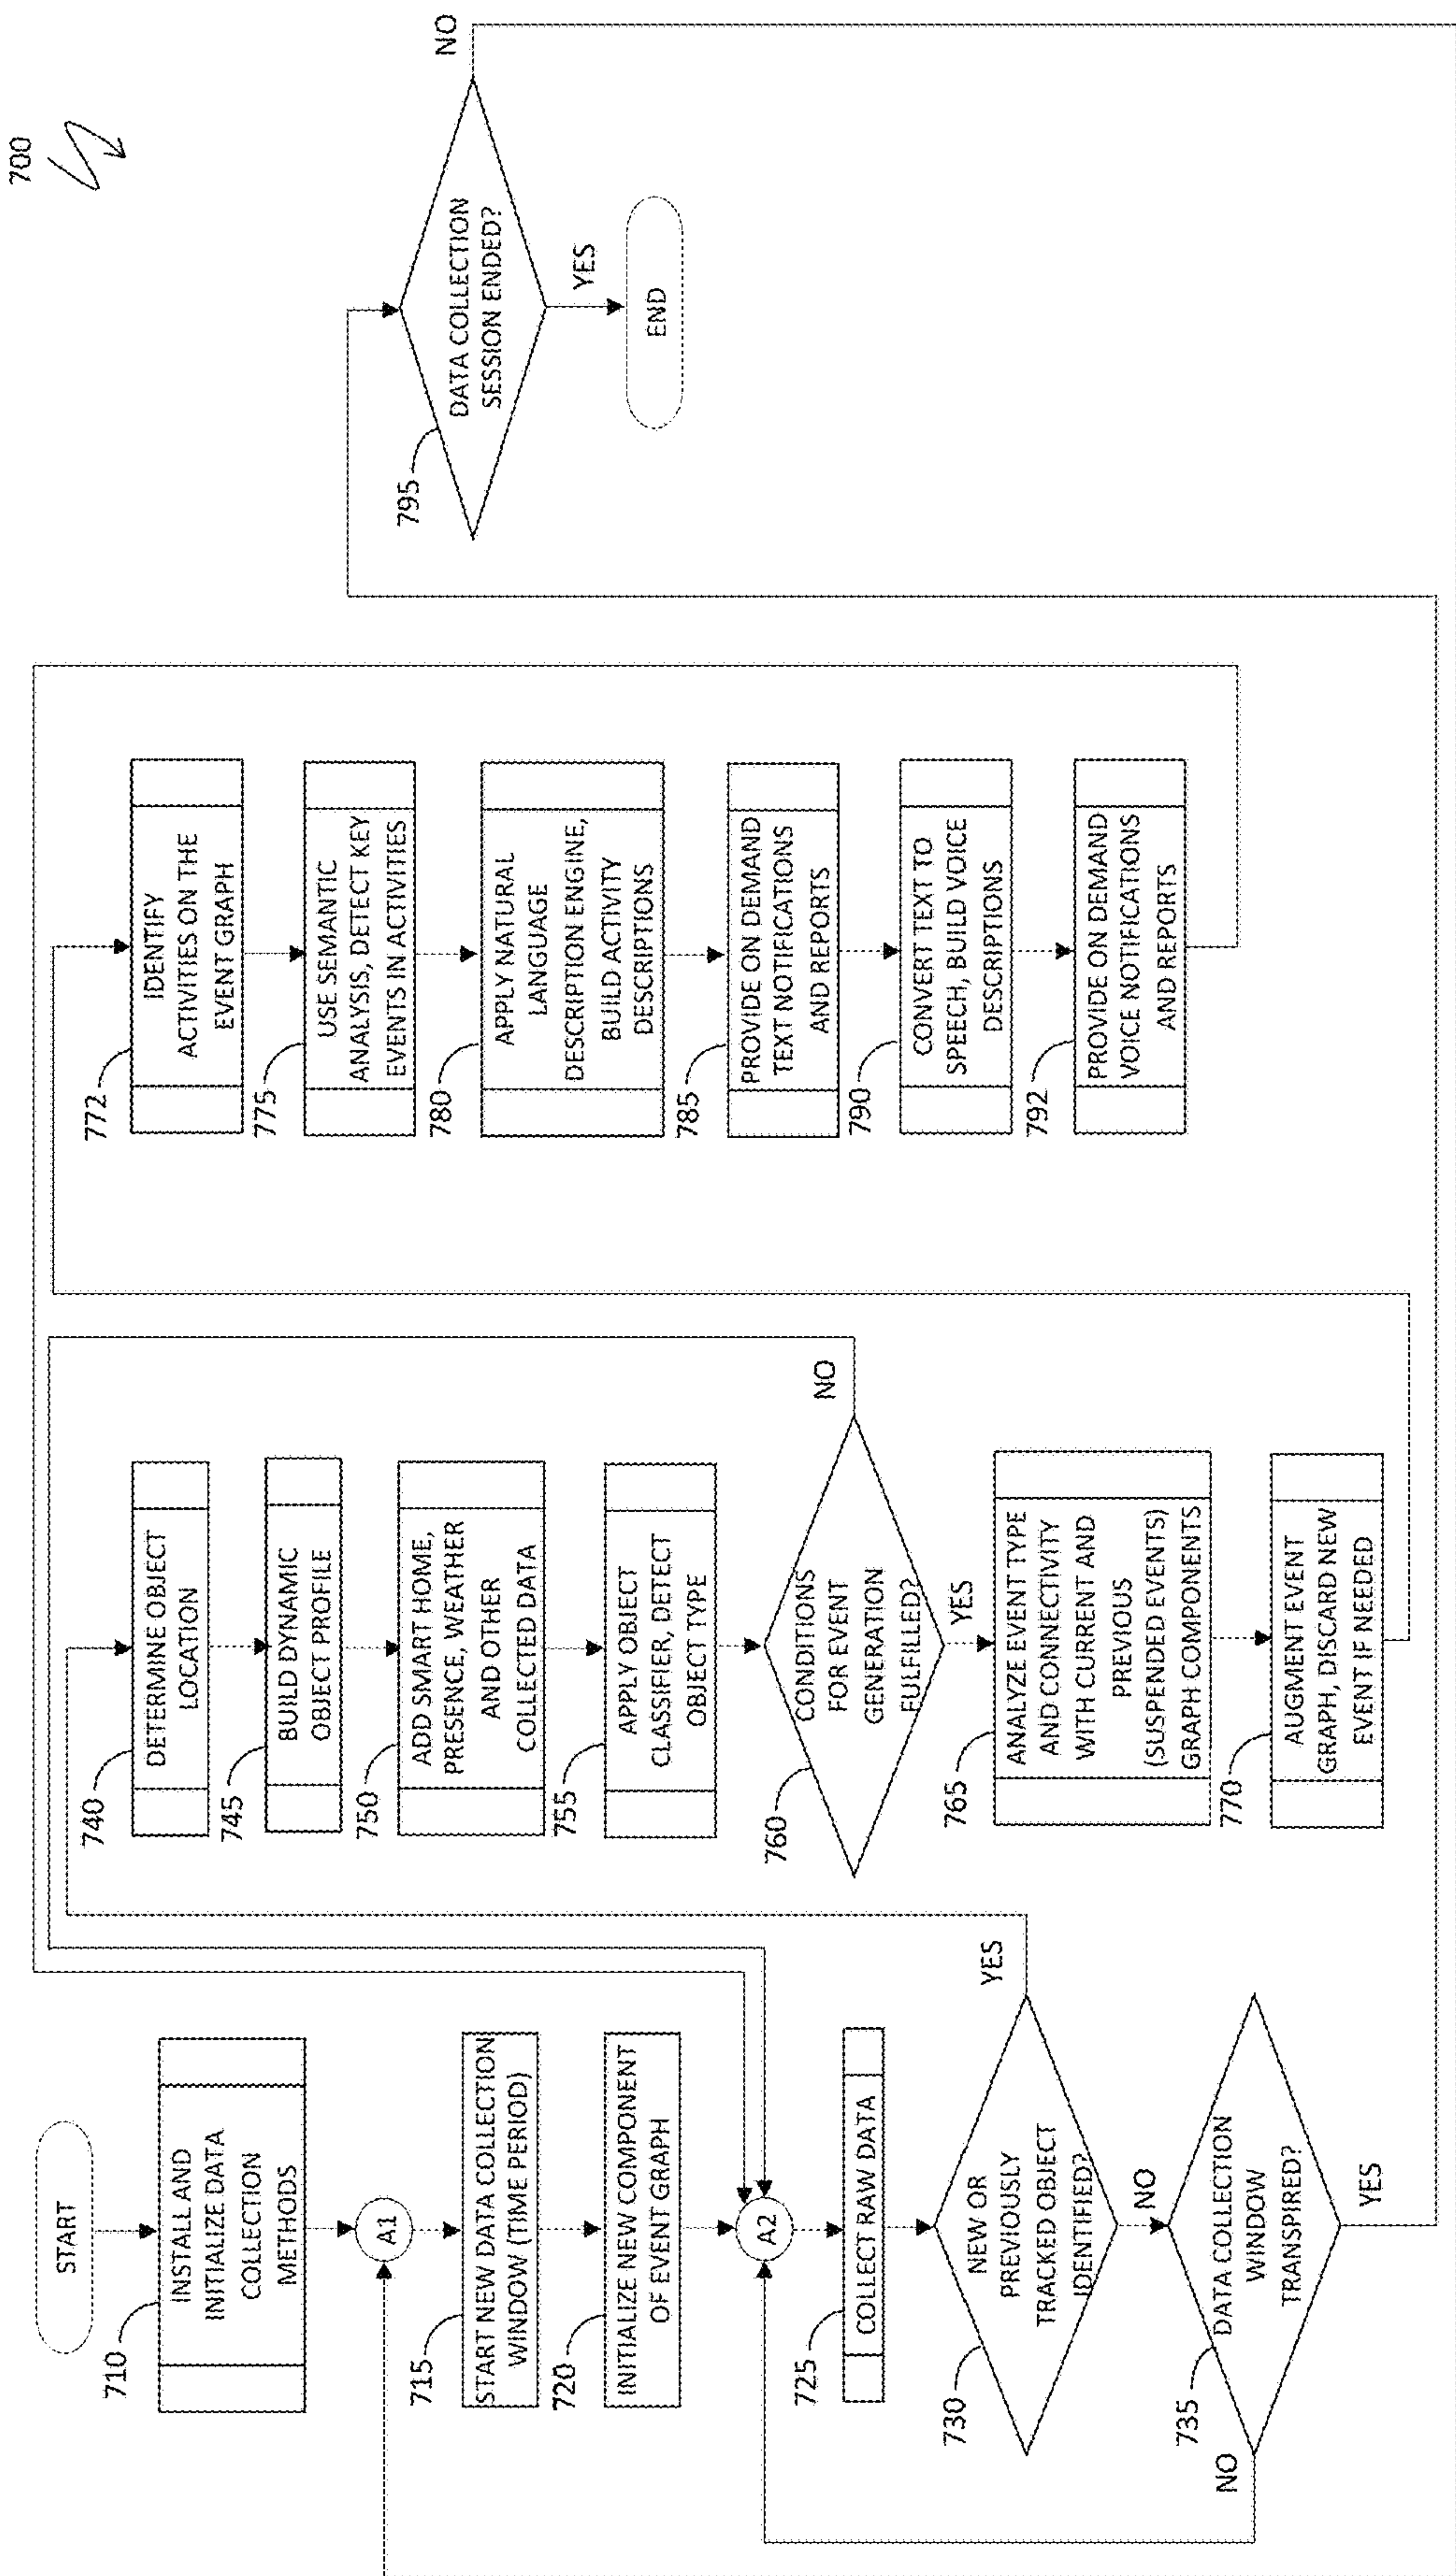 700
START
710
INSTALL AND
INITIALIZE DATA
COLLECTION
METHODS
A1
715
START NEW DATA COLLECTION
WINDOW (TIME PERIOD)
720
INITIALIZE NEW COMPONENT
OF EVENT GRAPH
A2
725
COLLECT RAW DATA
730
NEW OR
PREVIOUSLY
TRACKED OBJECT
IDENTIFIED?
YES
NO
735
DATA COLLECTION
WINDOW
TRANSPIRED?
NO
YES
740
DETERMINE OBJECT
LOCATION
745
BUILD DYNAMIC
OBJECT PROFILE
750
ADD SMART HOME,
PRESENCE, WEATHER
AND OTHER
COLLECTED DATA
755
APPLY OBJECT
CLASSIFIER, DETECT
OBJECT TYPE
760
CONDITIONS
FOR EVENT
GENERATION
FULFILLED?
NO
YES
765
ANALYZE EVENT TYPE
AND CONNECTIVITY
WITH CURRENT AND
PREVIOUS
(SUSPENDED EVENTS)
GRAPH COMPONENTS
770
AUGMENT EVENT
GRAPH, DISCARD NEW
EVENT IF NEEDED
772
IDENTIFY
ACTIVITIES ON THE
EVENT GRAPH
775
USE SEMANTIC
ANALYSIS, DETECT KEY
EVENTS IN ACTIVITIES
780
APPLY NATURAL
LANGUAGE
DESCRIPTION ENGINE,
BUILD ACTIVITY
DESCRIPTIONS
785
PROVIDE ON DEMAND
TEXT NOTIFICATIONS
AND REPORTS
790
CONVERT TEXT TO
SPEECH, BUILD VOICE
DESCRIPTIONS
792
PROVIDE ON DEMAND
VOICE NOTIFICATIONS
AND REPORTS
795
DATA COLLECTION
SESSION ENDED?
NO
YES
END